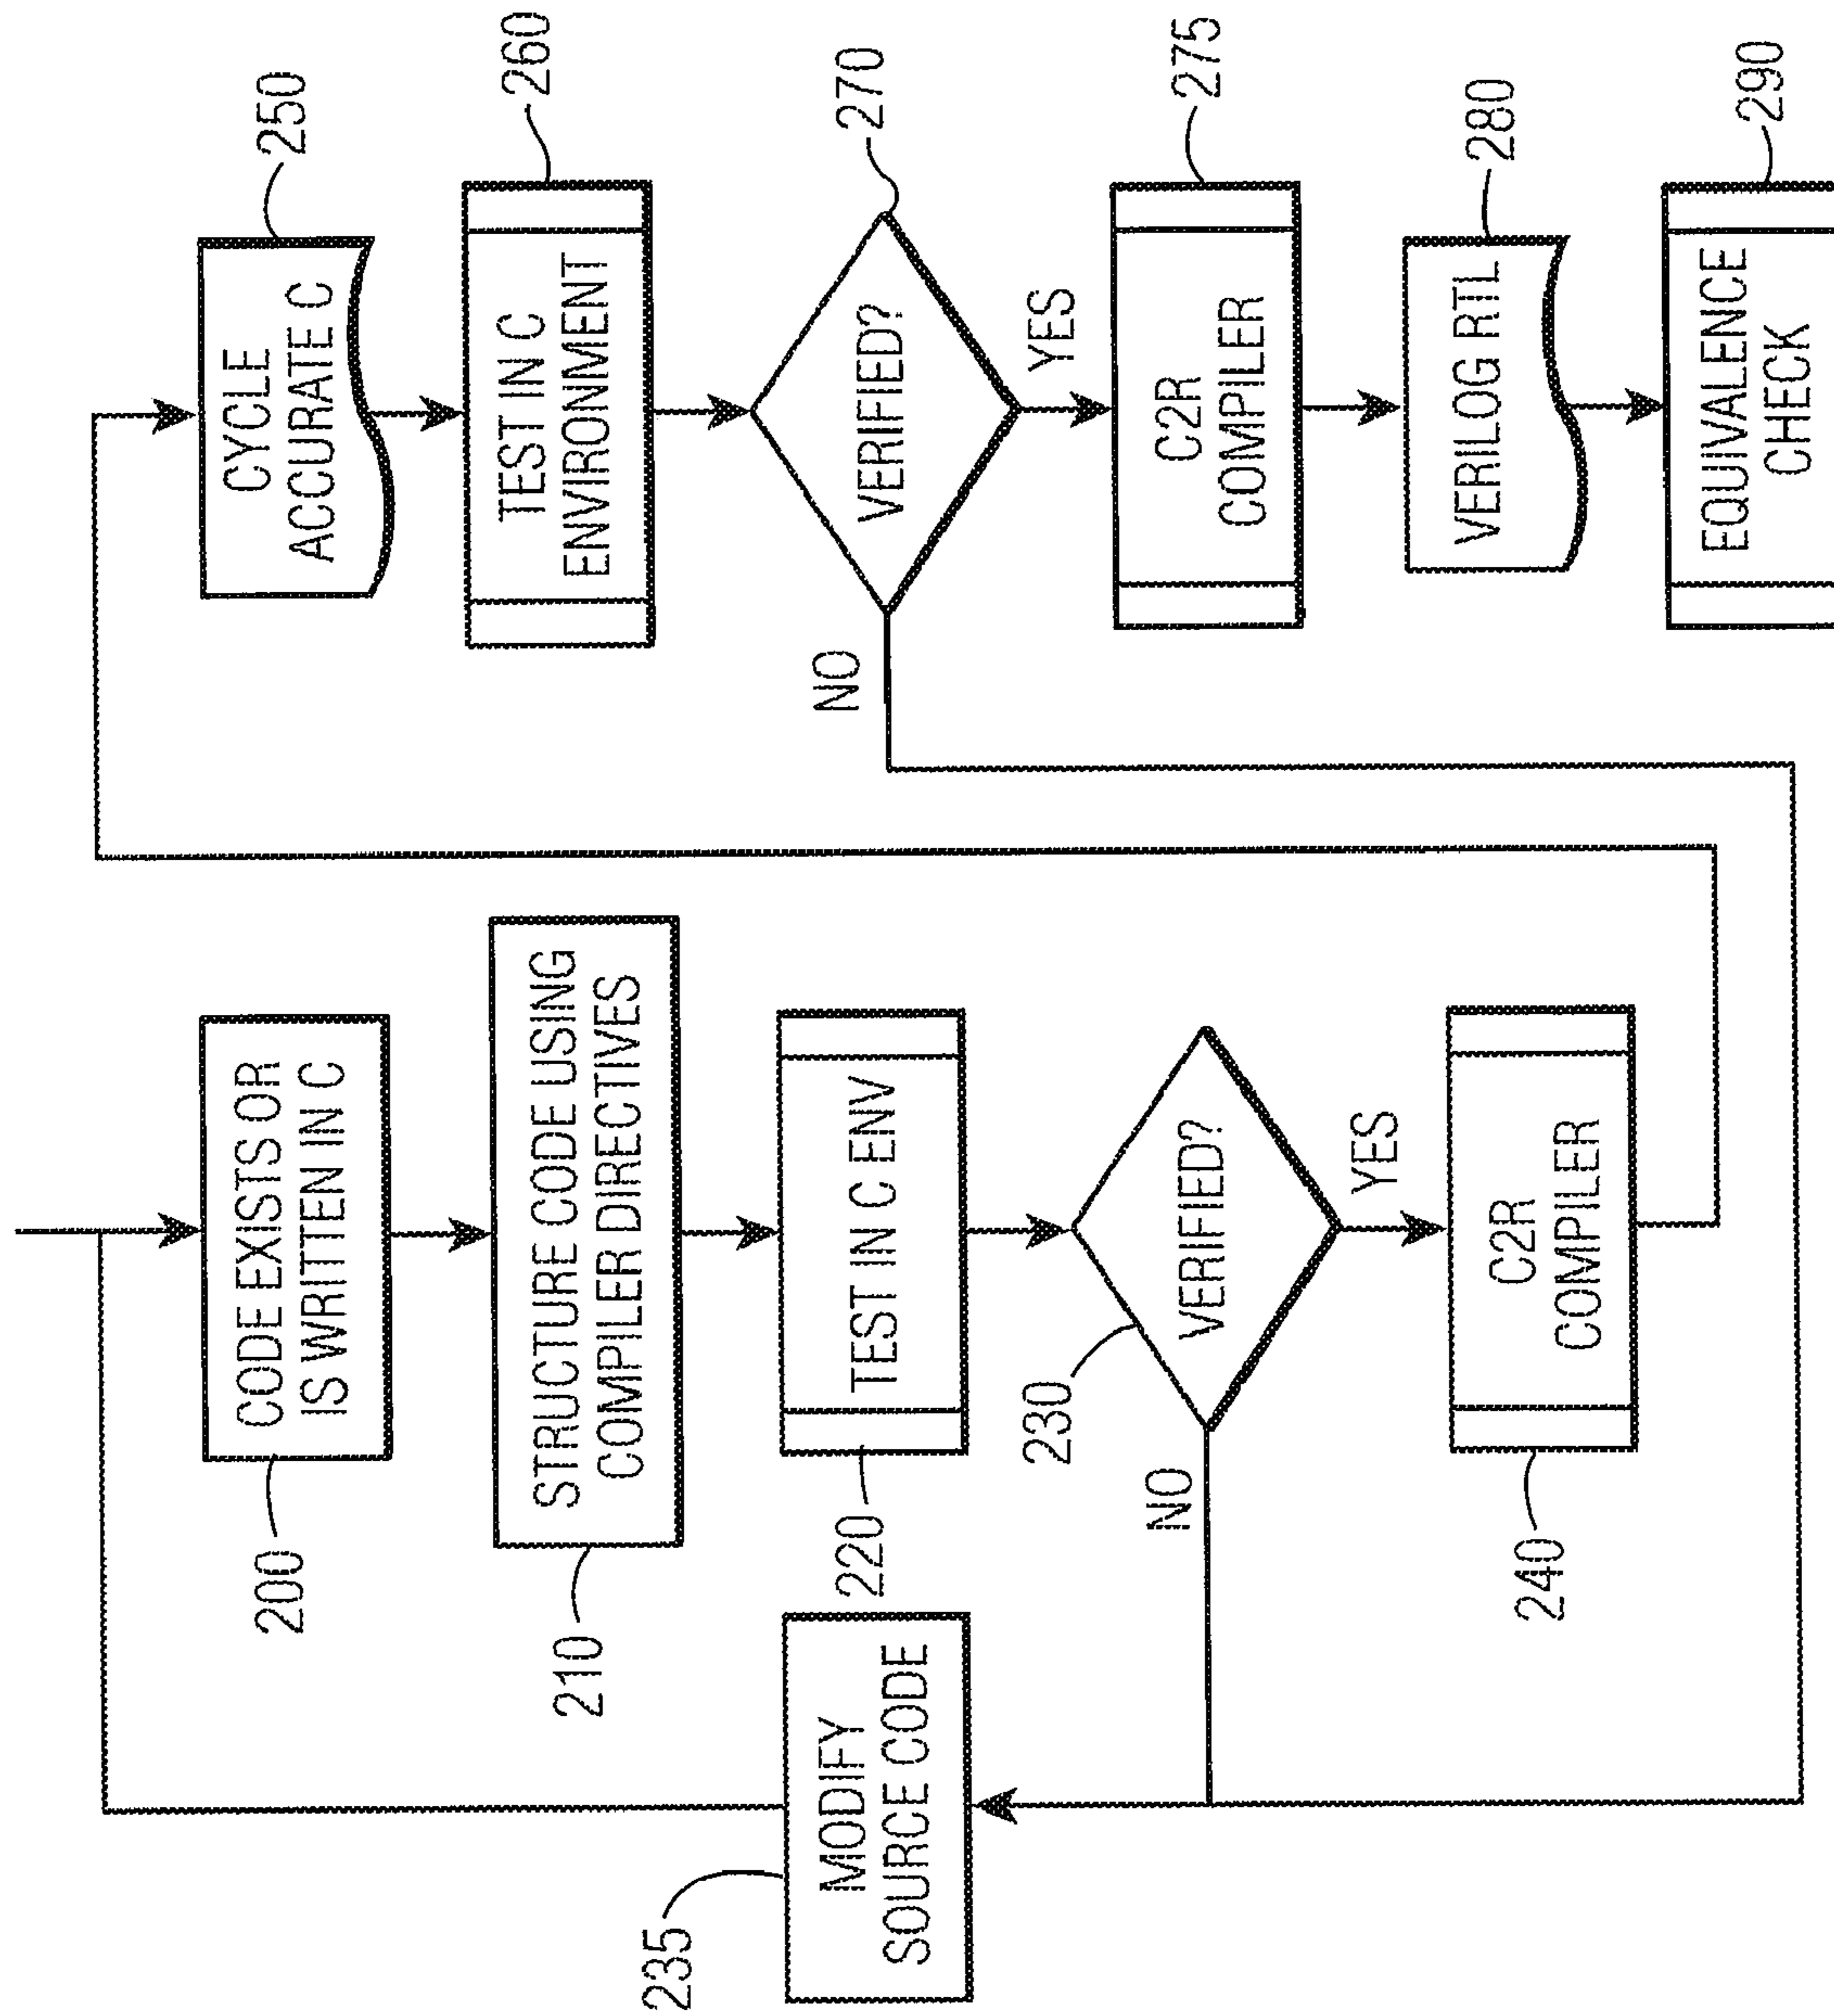 CODE EXISTS OR
IS WRITTEN IN C
200
STRUCTURE CODE USING
COMPILER DIRECTIVES
210
TEST IN C ENV
220
MODIFY
SOURCE CODE
235
VERIFIED?
230
NO
YES
C2R
COMPILER
240
CYCLE
ACCURATE C
250
TEST IN C
ENVIRONMENT
260
VERIFIED?
270
NO
YES
C2R
COMPILER
275
VERILOG RTL
280
EQUIVALENCE
CHECK
290